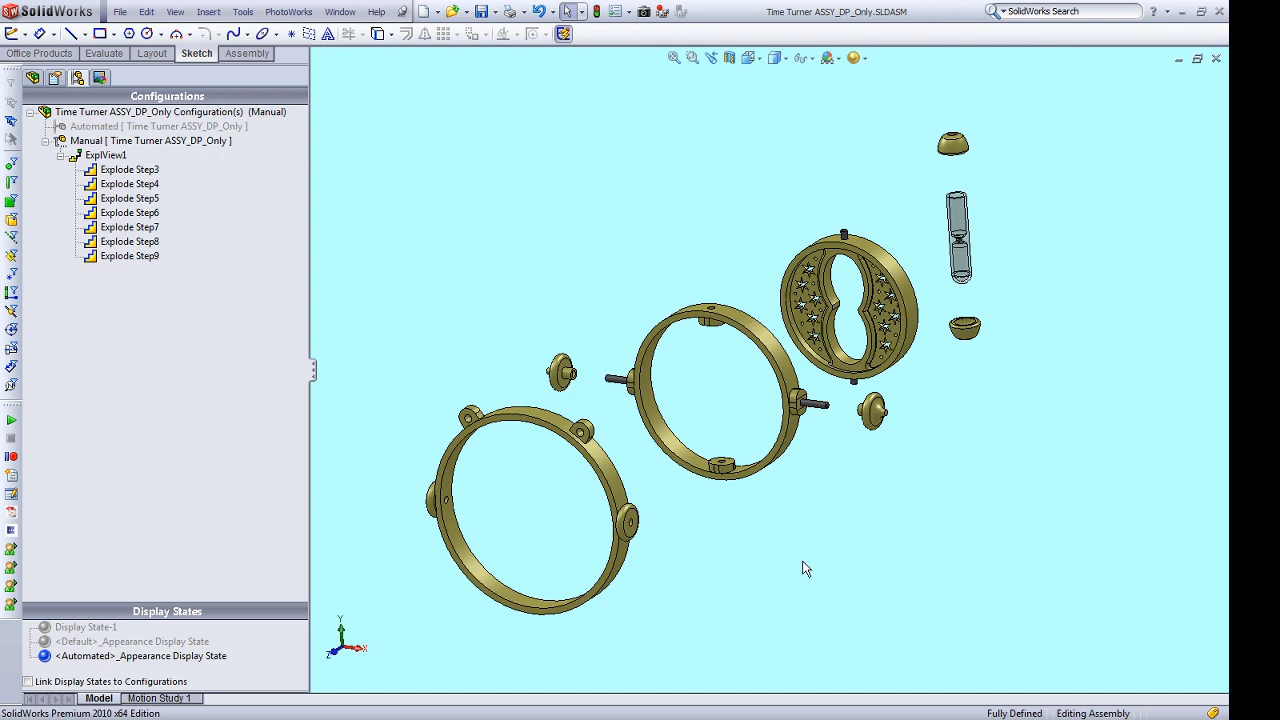 SolidWorks File Edit View Insert Tools PhotoWorks Window Help Time Turner ASSY_DP_Only.SLDASM SolidWorks Search ?
Office Products Evaluate Layout Sketch Assembly
Configurations
Time Turner ASSY_DP_Only Configuration(s) (Manual)
Automated [ Time Turner ASSY_DP_Only ]
Manual [ Time Turner ASSY_DP_Only ]
ExplView1
Explode Step3
Explode Step4
Explode Step5
Explode Step6
Explode Step7
Explode Step8
Explode Step9
Display States
Display State-1
<Default>_Appearance Display State
<Automated>_Appearance Display State
Link Display States to Configurations
Y
X
Z
Model Motion Study 1
SolidWorks Premium 2010 x64 Edition Fully Defined Editing Assembly